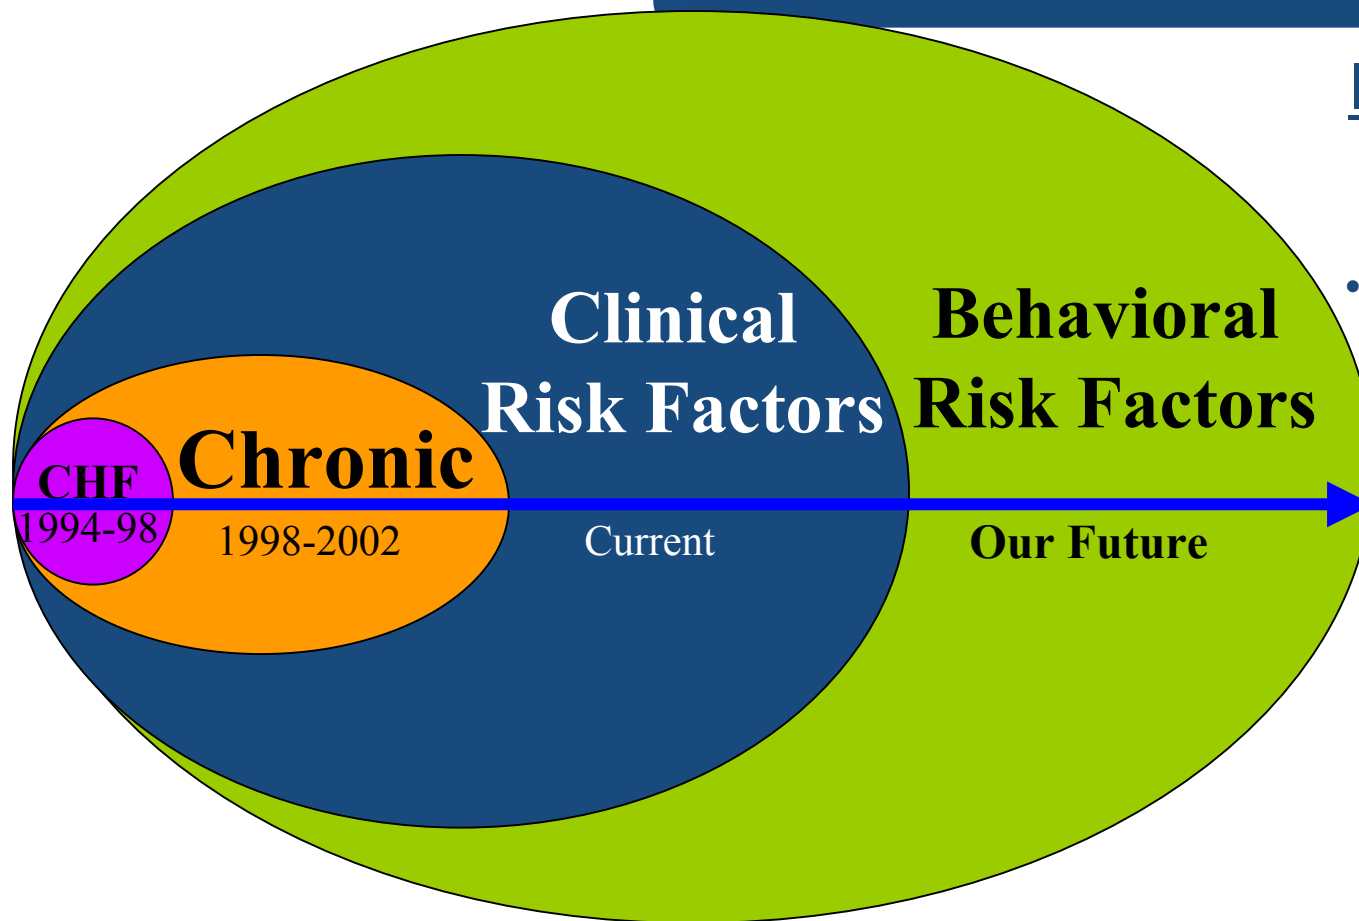 CHF
1994-98
Chronic
1998-2002
Clinical
Risk Factors
Current
Behavioral
Risk Factors
Our Future